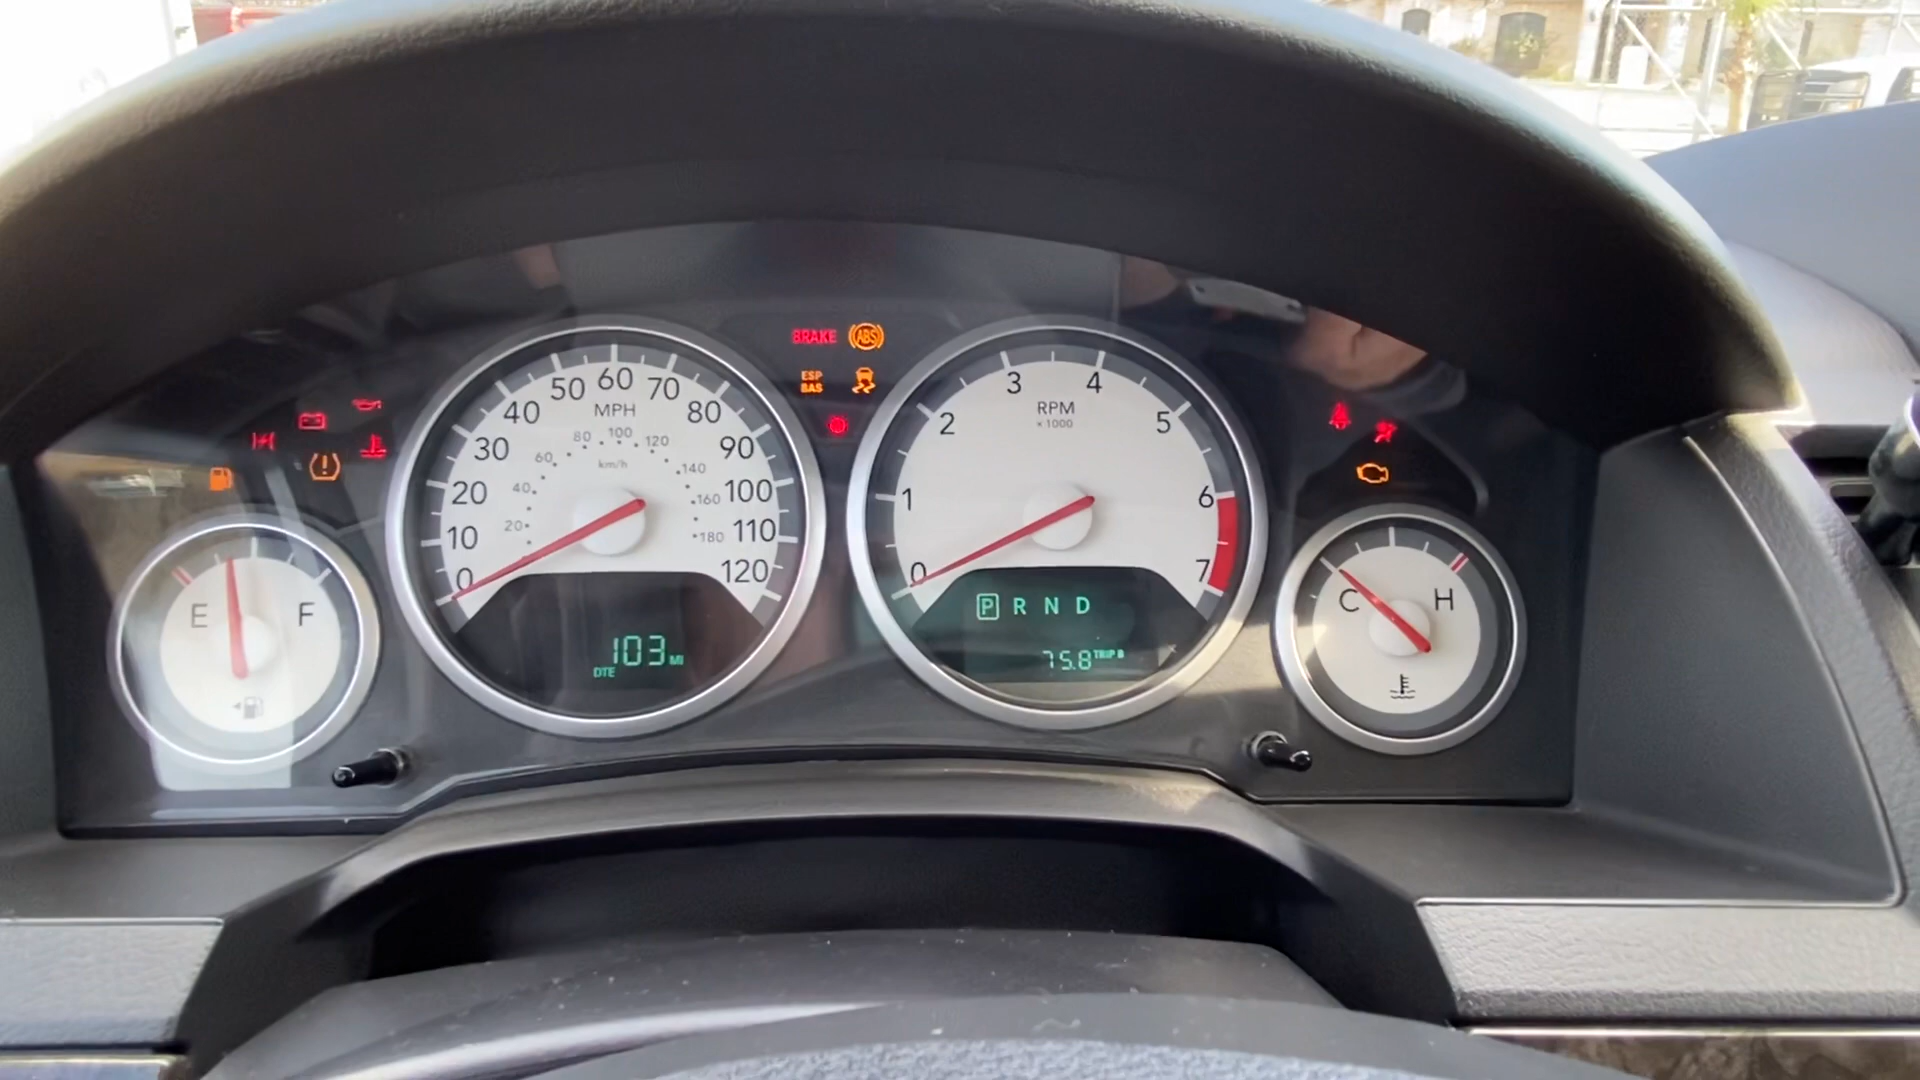 BRAKE ABS
ESP
BAS
0 10 20 30 40 50 60 70 80 90 100 110 120
MPH
20 40 60 80 100 120 140 160 180
km/h
DTE 103 MI
0 1 2 3 4 5 6 7
RPM
×1000
P R N D
75.8 TRIP B
E F
C H